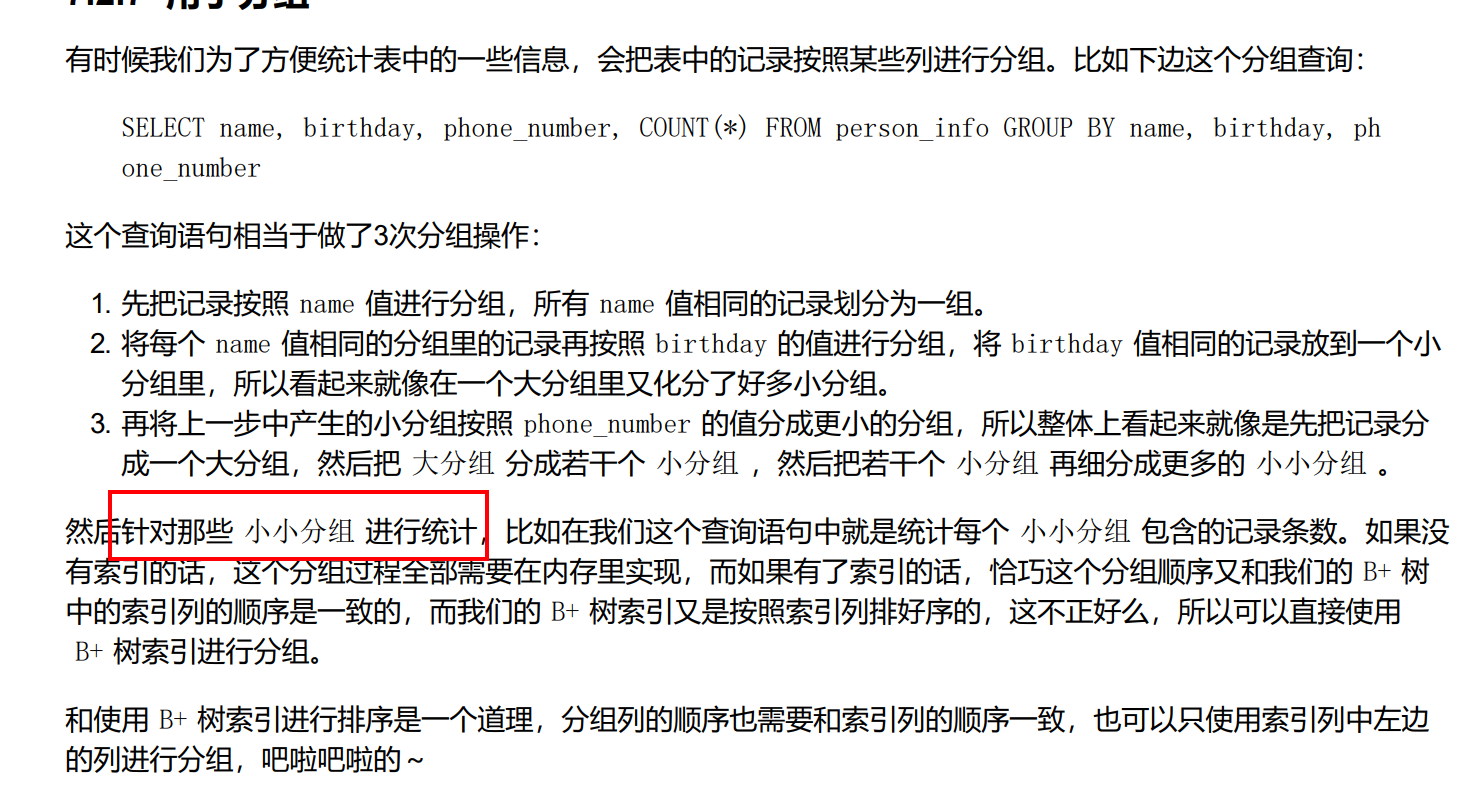 有时候我们为了方便统计表中的一些信息，会把表中的记录按照某些列进行分组。比如下边这个分组查询：
SELECT name, birthday, phone_number, COUNT(*) FROM person_info GROUP BY name, birthday, ph
one_number
这个查询语句相当于做了3次分组操作：
1. 先把记录按照 name 值进行分组，所有 name 值相同的记录划分为一组。
2. 将每个 name 值相同的分组里的记录再按照 birthday 的值进行分组，将 birthday 值相同的记录放到一个小
分组里，所以看起来就像在一个大分组里又化分了好多小分组。
3. 再将上一步中产生的小分组按照 phone_number 的值分成更小的分组，所以整体上看起来就像是先把记录分
成一个大分组，然后把 大分组 分成若干个 小分组 ，然后把若干个 小分组 再细分成更多的 小小分组 。
然后针对那些 小小分组 进行统计，比如在我们这个查询语句中就是统计每个 小小分组 包含的记录条数。如果没
有索引的话，这个分组过程全部需要在内存里实现，而如果有了索引的话，恰巧这个分组顺序又和我们的 B+ 树
中的索引列的顺序是一致的，而我们的 B+ 树索引又是按照索引列排好序的，这不正好么，所以可以直接使用
B+ 树索引进行分组。
和使用 B+ 树索引进行排序是一个道理，分组列的顺序也需要和索引列的顺序一致，也可以只使用索引列中左边
的列进行分组，吧啦吧啦的～